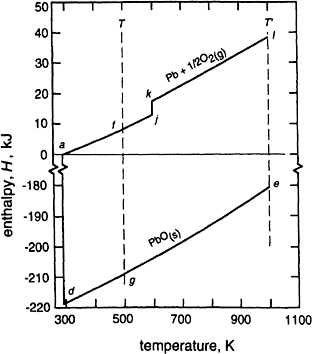 50
40
30
20
10
0
-180
-190
-200
-210
-220
enthalpy, H, kJ
T
T'
l
Pb + 1/2O₂(g)
k
j
f
a
e
PbO(s)
d
g
300
500
700
900
1100
temperature, K